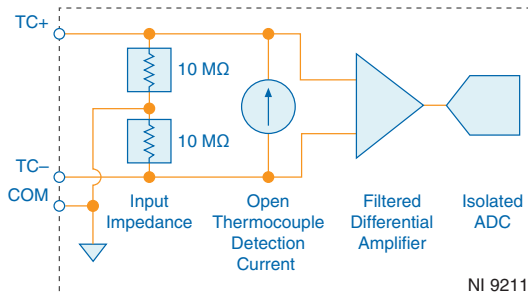 TC+
10 MΩ
10 MΩ
TC–
COM
Input
Impedance
Open
Thermocouple
Detection
Current
Filtered
Differential
Amplifier
Isolated
ADC
NI 9211